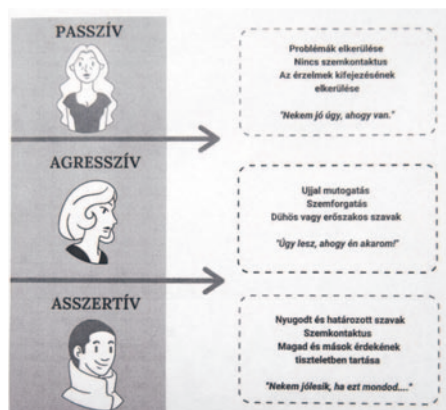 PASSZÍV
Problémák elkerülése
Nincs szemkontaktus
Az érzelmek kifejezésének
elkerülése
"Nekem jó úgy, ahogy van."
AGRESSZÍV
Ujjal mutogatás
Szemforgatás
Dühös vagy erőszakos szavak
"Úgy lesz, ahogy én akarom!"
ASSZERTÍV
Nyugodt és határozott szavak
Szemkontaktus
Magad és mások érdekének
tiszteletben tartása
"Nekem jólesik, ha ezt mondod...."